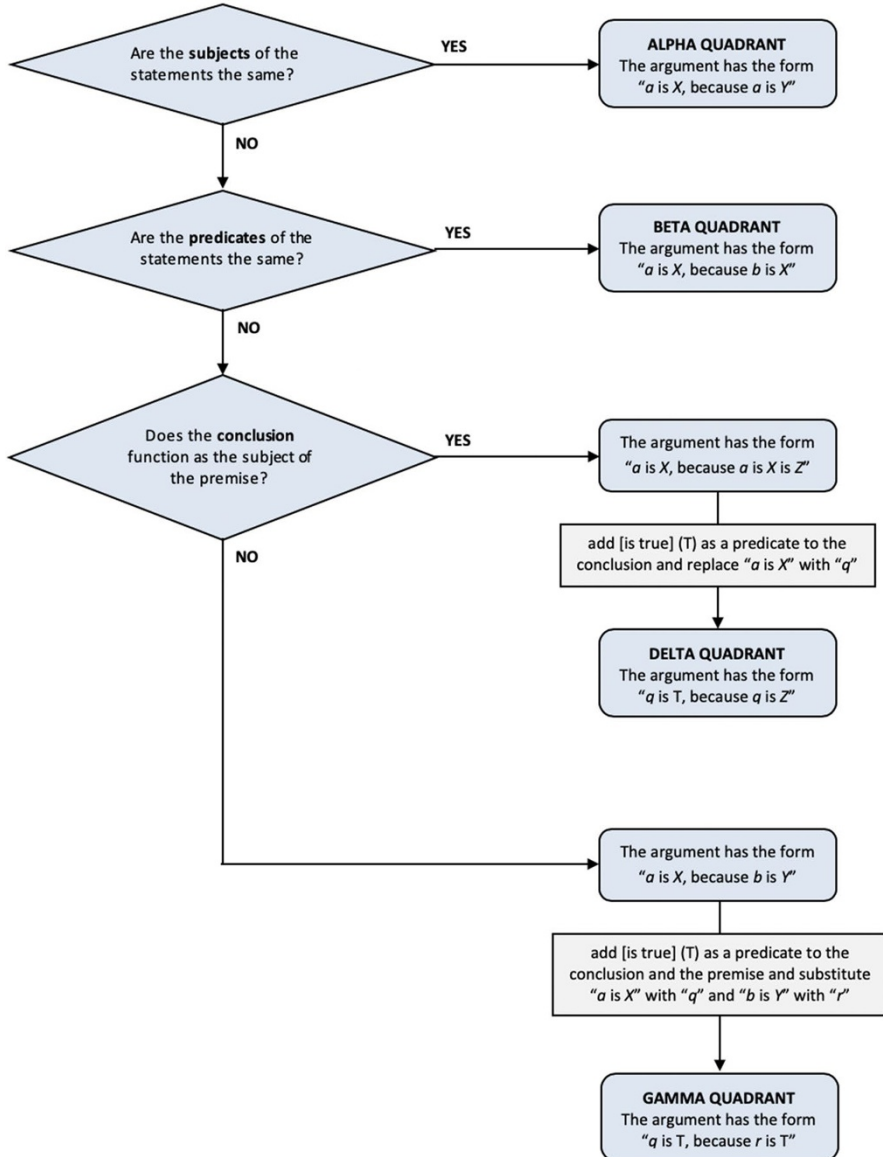 Are the subjects of the
statements the same?
YES
ALPHA QUADRANT
The argument has the form
“a is X, because a is Y”
NO
Are the predicates of the
statements the same?
YES
BETA QUADRANT
The argument has the form
“a is X, because b is X”
NO
Does the conclusion
function as the subject of
the premise?
YES
The argument has the form
“a is X, because a is X is Z”
NO
add [is true] (T) as a predicate to the
conclusion and replace “a is X” with “q”
DELTA QUADRANT
The argument has the form
“q is T, because q is Z”
The argument has the form
“a is X, because b is Y”
add [is true] (T) as a predicate to the
conclusion and the premise and substitute
“a is X” with “q” and “b is Y” with “r”
GAMMA QUADRANT
The argument has the form
“q is T, because r is T”